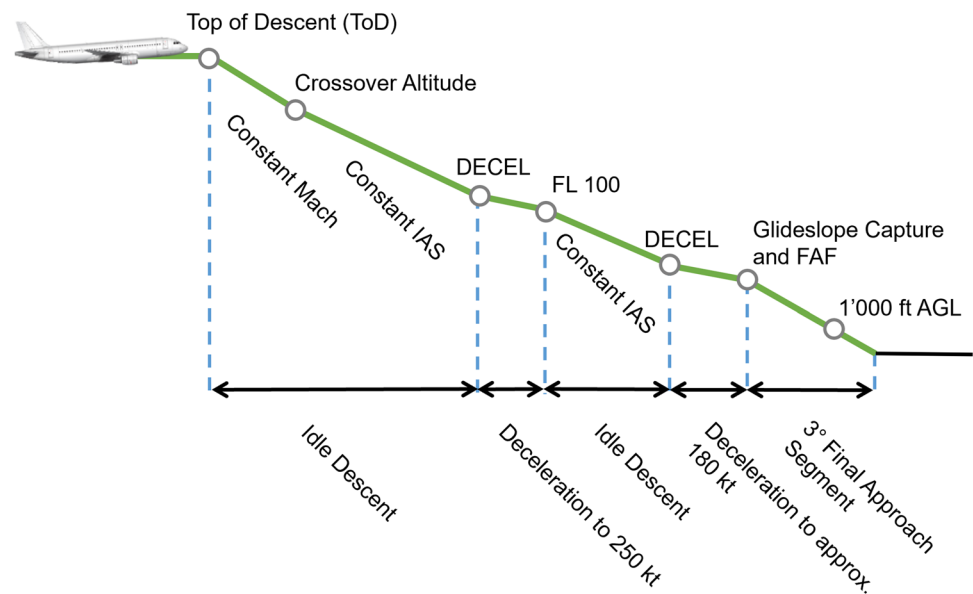 Top of Descent (ToD)
Crossover Altitude
Constant Mach
Constant IAS
DECEL
FL 100
Constant IAS
DECEL
Glideslope Capture
and FAF
1'000 ft AGL
Idle Descent
Deceleration to 250 kt
Idle Descent
Deceleration to approx.
180 kt
3° Final Approach
Segment